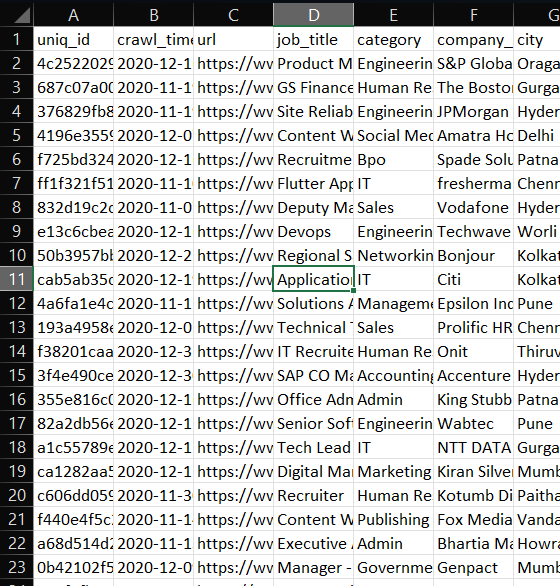 A B C D E F G
1 uniq_id crawl_time url job_title category company_ city
2 4c2522029 2020-12-1 https://ww Product M Engineerin S&P Globa Oraga
3 687c07a00 2020-11-1 https://ww GS Finance Human Re The Bosto Gurga
4 376829fb8 2020-11-1 https://ww Site Reliab Engineerin JPMorgan Hyder
5 4196e3559 2020-12-0 https://ww Content W Social Med Amatra Ho Delhi
6 f725bd324 2020-12-1 https://ww Recruitme Bpo Spade Solu Patna
7 ff1f321f51 2020-11-1 https://ww Flutter App IT fresherma Chenn
8 832d19c2c 2020-11-0 https://ww Deputy Ma Sales Vodafone Hyder
9 e13c6cbea 2020-12-1 https://ww Devops Engineerin Techwave Worli
10 50b3957bb 2020-12-2 https://ww Regional S Networkin Bonjour Kolkat
11 cab5ab35c 2020-12-1 https://ww Application IT Citi Kolkat
12 4a6fa1e4c 2020-11-1 https://ww Solutions A Manageme Epsilon Inc Pune
13 193a4958e 2020-12-0 https://ww Technical T Sales Prolific HR Chenn
14 f38201caa 2020-12-3 https://ww IT Recruite Human Re Onit Thiruv
15 3f4e490ce 2020-12-3 https://ww SAP CO Ma Accounting Accenture Hyder
16 355e816c0 2020-12-1 https://ww Office Adn Admin King Stubb Patna
17 82a2db56e 2020-12-1 https://ww Senior Soft Engineerin Wabtec Pune
18 a1c55789e 2020-12-1 https://ww Tech Lead IT NTT DATA Gurga
19 ca1282aa5 2020-12-1 https://ww Digital Mar Marketing Kiran Silver Mumb
20 c606dd059 2020-11-3 https://ww Recruiter Human Re Kotumb Di Paitha
21 f440e4f5c 2020-11-1 https://ww Content W Publishing Fox Media Vanda
22 a68d514d2 2020-11-1 https://ww Executive A Admin Bhartia Ma Howra
23 0b42102f5 2020-12-0 https://ww Manager - Governme Genpact Mumb